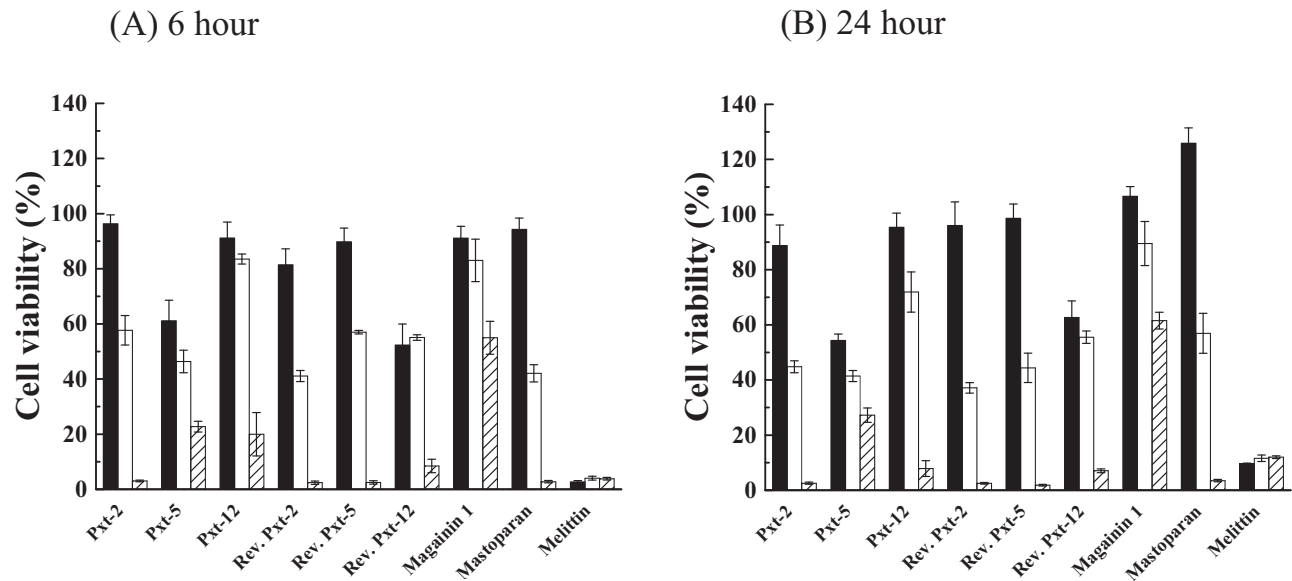 (A) 6 hour
Cell viability (%)
140
120
100
80
60
40
20
0
Pxt-2
Pxt-5
Pxt-12
Rev. Pxt-2
Rev. Pxt-5
Rev. Pxt-12
Magainin 1
Mastoparan
Melittin
(B) 24 hour
Cell viability (%)
140
120
100
80
60
40
20
0
Pxt-2
Pxt-5
Pxt-12
Rev. Pxt-2
Rev. Pxt-5
Rev. Pxt-12
Magainin 1
Mastoparan
Melittin